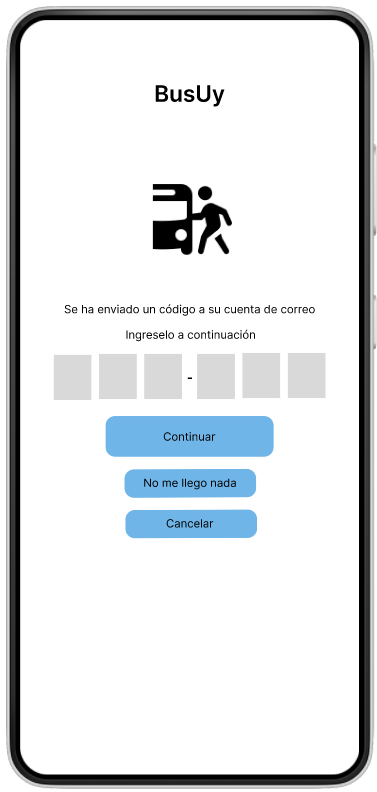 BusUy
Se ha enviado un código a su cuenta de correo
Ingreselo a continuación
-
Continuar
No me llego nada
Cancelar